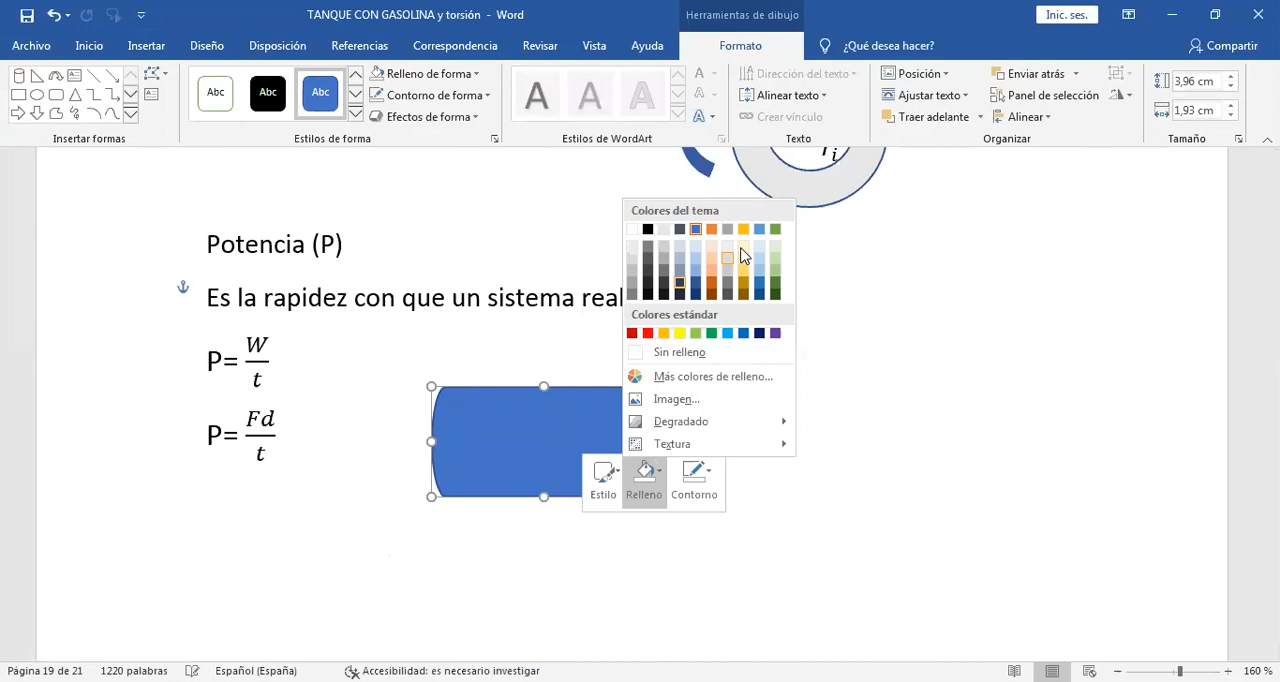 TANQUE CON GASOLINA y torsión - Word
Herramientas de dibujo
Inic. ses.
Archivo Inicio Insertar Diseño Disposición Referencias Correspondencia Revisar Vista Ayuda Formato ¿Qué desea hacer? Compartir
Abc Abc Abc
Relleno de forma
Contorno de forma
Efectos de forma
A A A
Dirección del texto
Alinear texto
Crear vínculo
Posición
Ajustar texto
Traer adelante
Enviar atrás
Panel de selección
Alinear
3,96 cm
1,93 cm
Insertar formas Estilos de forma Estilos de WordArt Texto Organizar Tamaño
r_i
Potencia (P)
Es la rapidez con que un sistema real
P= W/t
P= Fd/t
Colores del tema
Colores estándar
Sin relleno
Más colores de relleno...
Imagen...
Degradado
Textura
Estilo Relleno Contorno
Página 19 de 21 1220 palabras Español (España) Accesibilidad: es necesario investigar 160 %